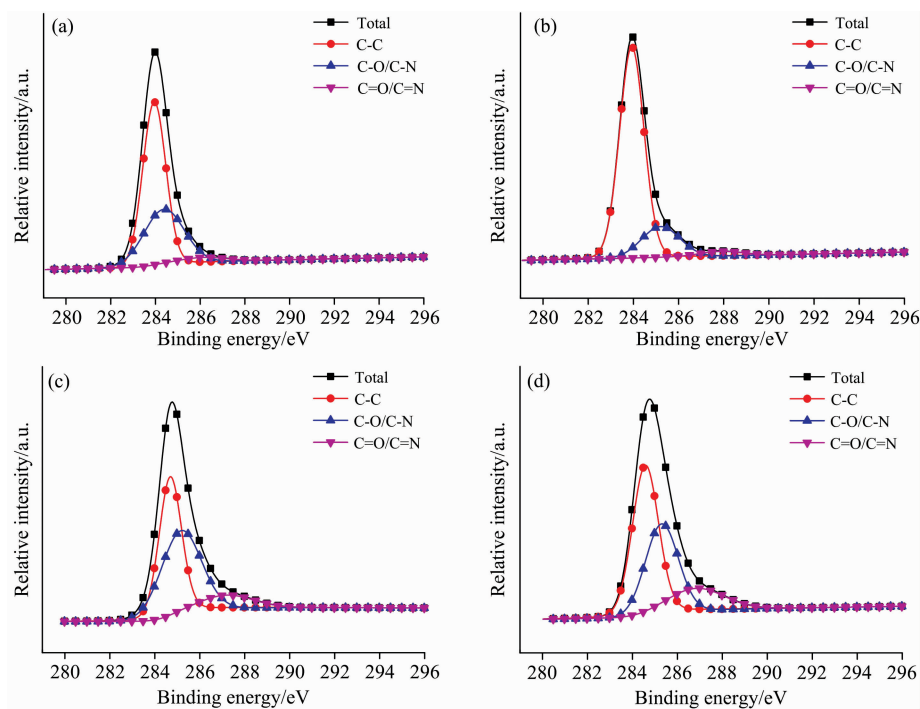 (a)
Total
C-C
C-O/C-N
C=O/C=N
Relative intensity/a.u.
280 282 284 286 288 290 292 294 296
Binding energy/eV
(b)
Total
C-C
C-O/C-N
C=O/C=N
Relative intensity/a.u.
280 282 284 286 288 290 292 294 296
Binding energy/eV
(c)
Total
C-C
C-O/C-N
C=O/C=N
Relative intensity/a.u.
280 282 284 286 288 290 292 294 296
Binding energy/eV
(d)
Total
C-C
C-O/C-N
C=O/C=N
Relative intensity/a.u.
280 282 284 286 288 290 292 294 296
Binding energy/eV